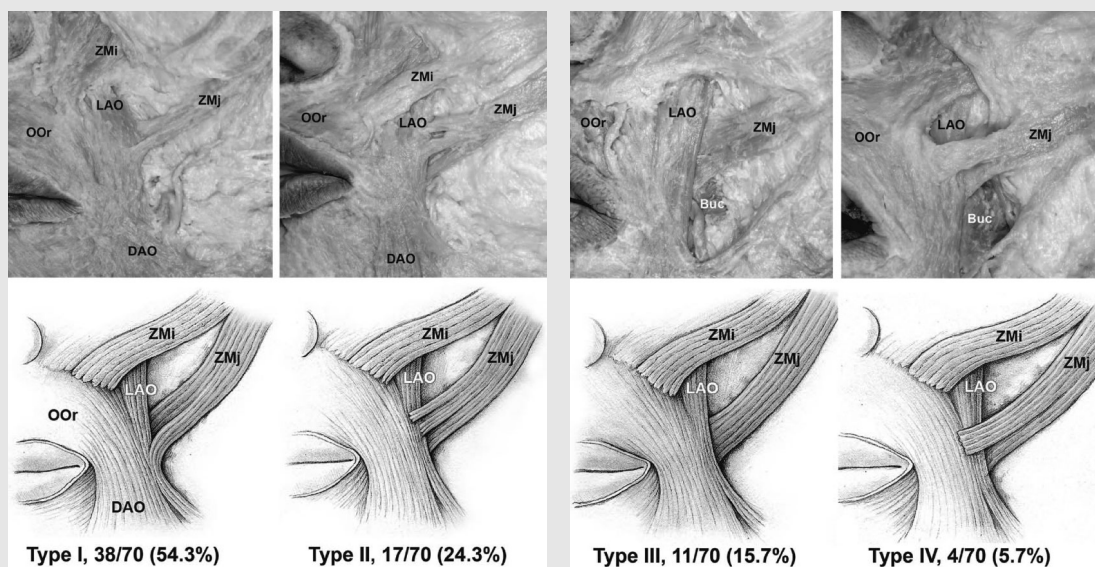 ZMi
LAO
ZMj
OOr
DAO
ZMi
ZMj
LAO
OOr
DAO
LAO
OOr
ZMj
Buc
OOr
LAO
ZMj
Buc
ZMi
ZMj
LAO
OOr
DAO
Type I, 38/70 (54.3%)
ZMi
ZMj
LAO
Type II, 17/70 (24.3%)
ZMi
ZMj
LAO
Type III, 11/70 (15.7%)
ZMi
ZMj
LAO
Type IV, 4/70 (5.7%)